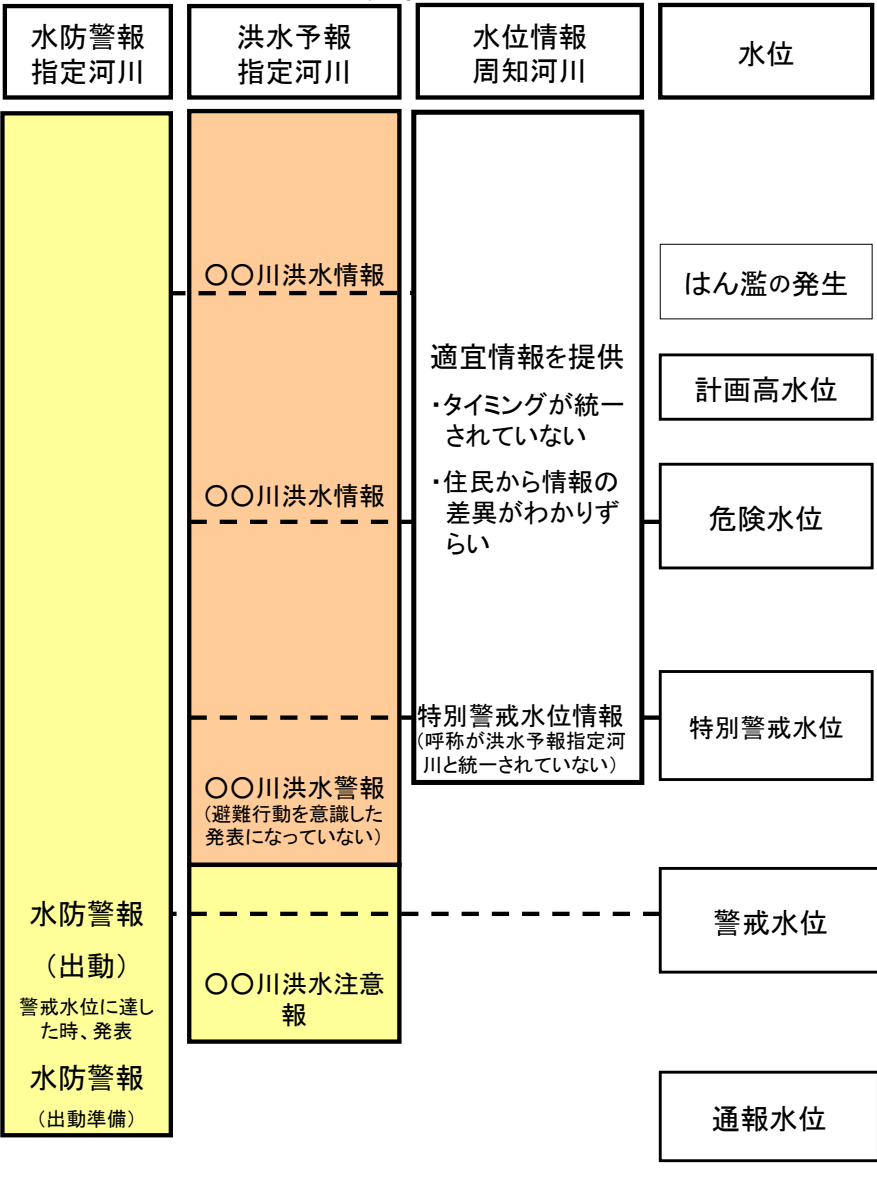 水防警報
指定河川
洪水予報
指定河川
水位情報
周知河川
水位
〇〇川洪水情報
はん濫の発生
適宜情報を提供
・タイミングが統一
されていない
・住民から情報の
差異がわかりず
らい
計画高水位
〇〇川洪水情報
危険水位
特別警戒水位情報
（呼称が洪水予報指定河
川と統一されていない）
特別警戒水位
〇〇川洪水警報
（避難行動を意識した
発表になっていない）
水防警報
（出動）
警戒水位に達し
た時、発表
水防警報
（出動準備）
〇〇川洪水注意
報
警戒水位
通報水位